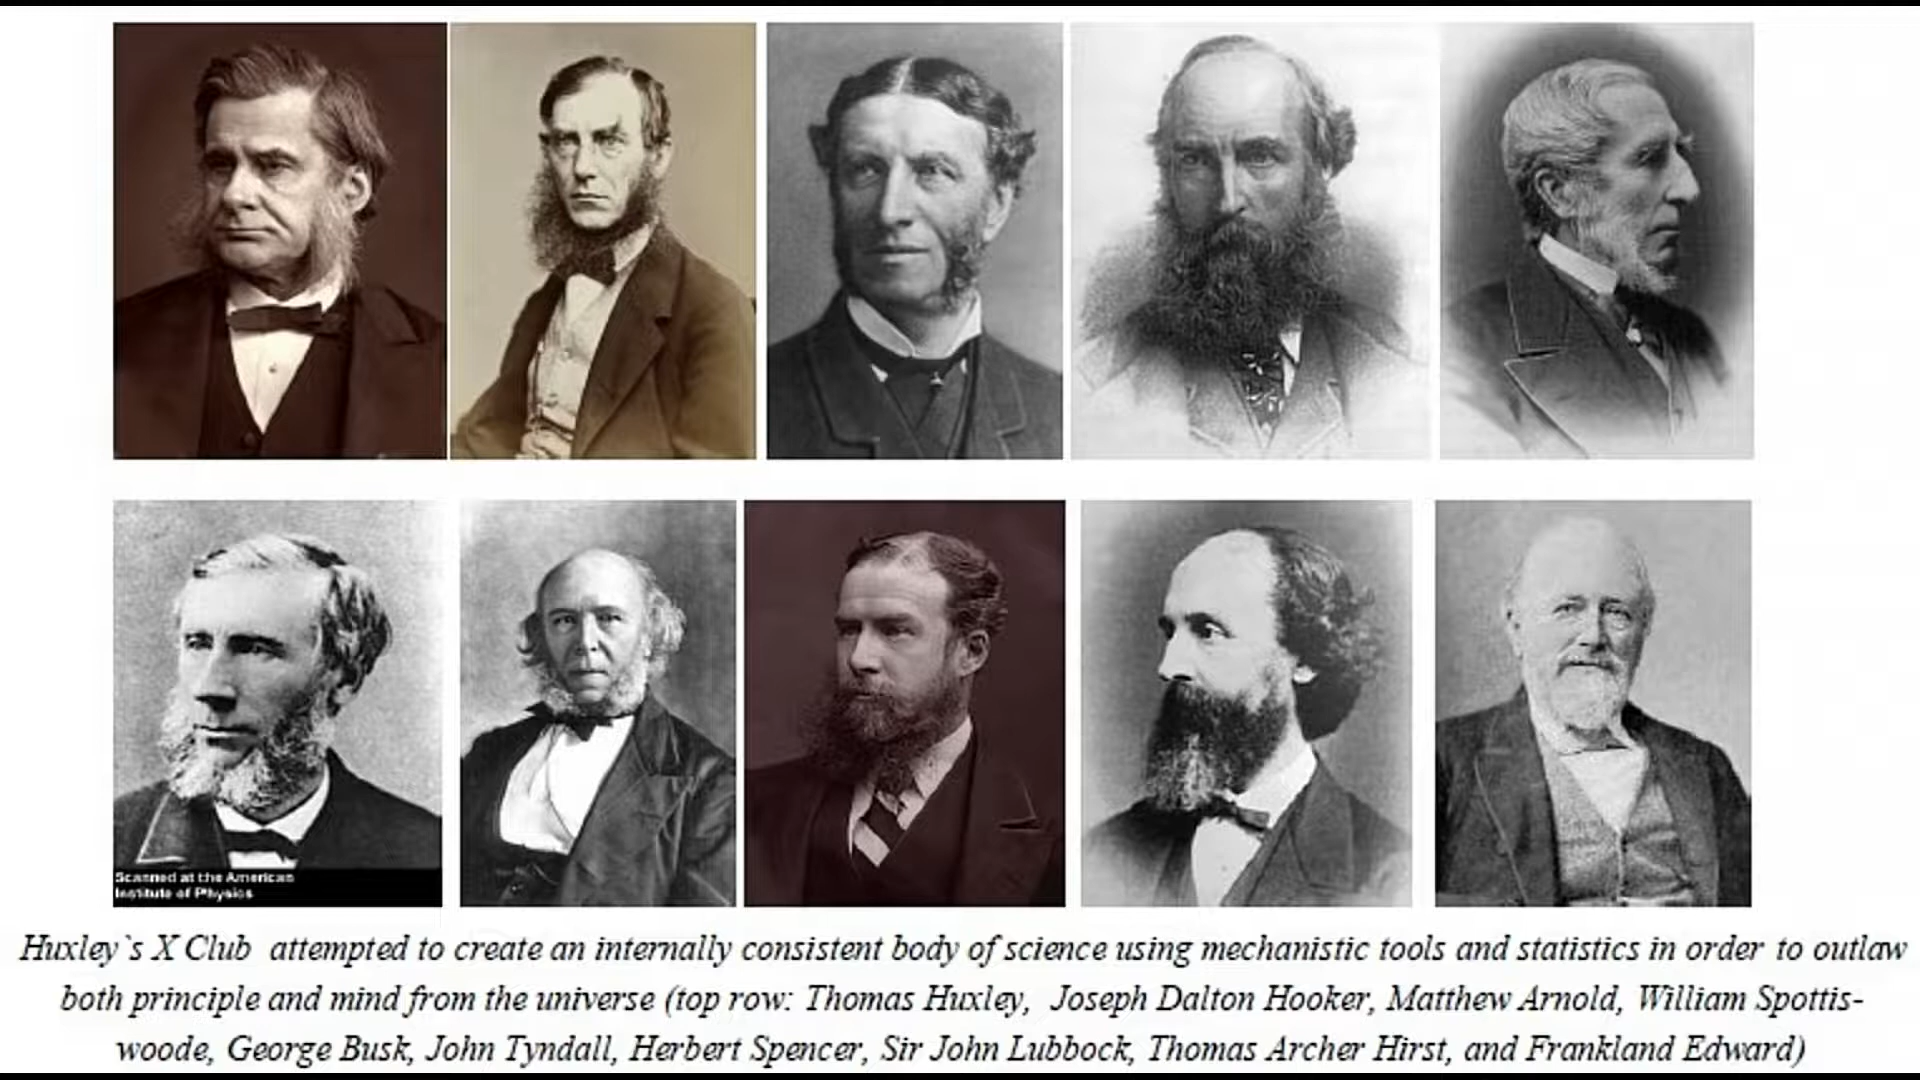 Scanned at the American
Institute of Physics
Huxley`s X Club attempted to create an internally consistent body of science using mechanistic tools and statistics in order to outlaw
both principle and mind from the universe (top row: Thomas Huxley, Joseph Dalton Hooker, Matthew Arnold, William Spottis-
woode, George Busk, John Tyndall, Herbert Spencer, Sir John Lubbock, Thomas Archer Hirst, and Frankland Edward)